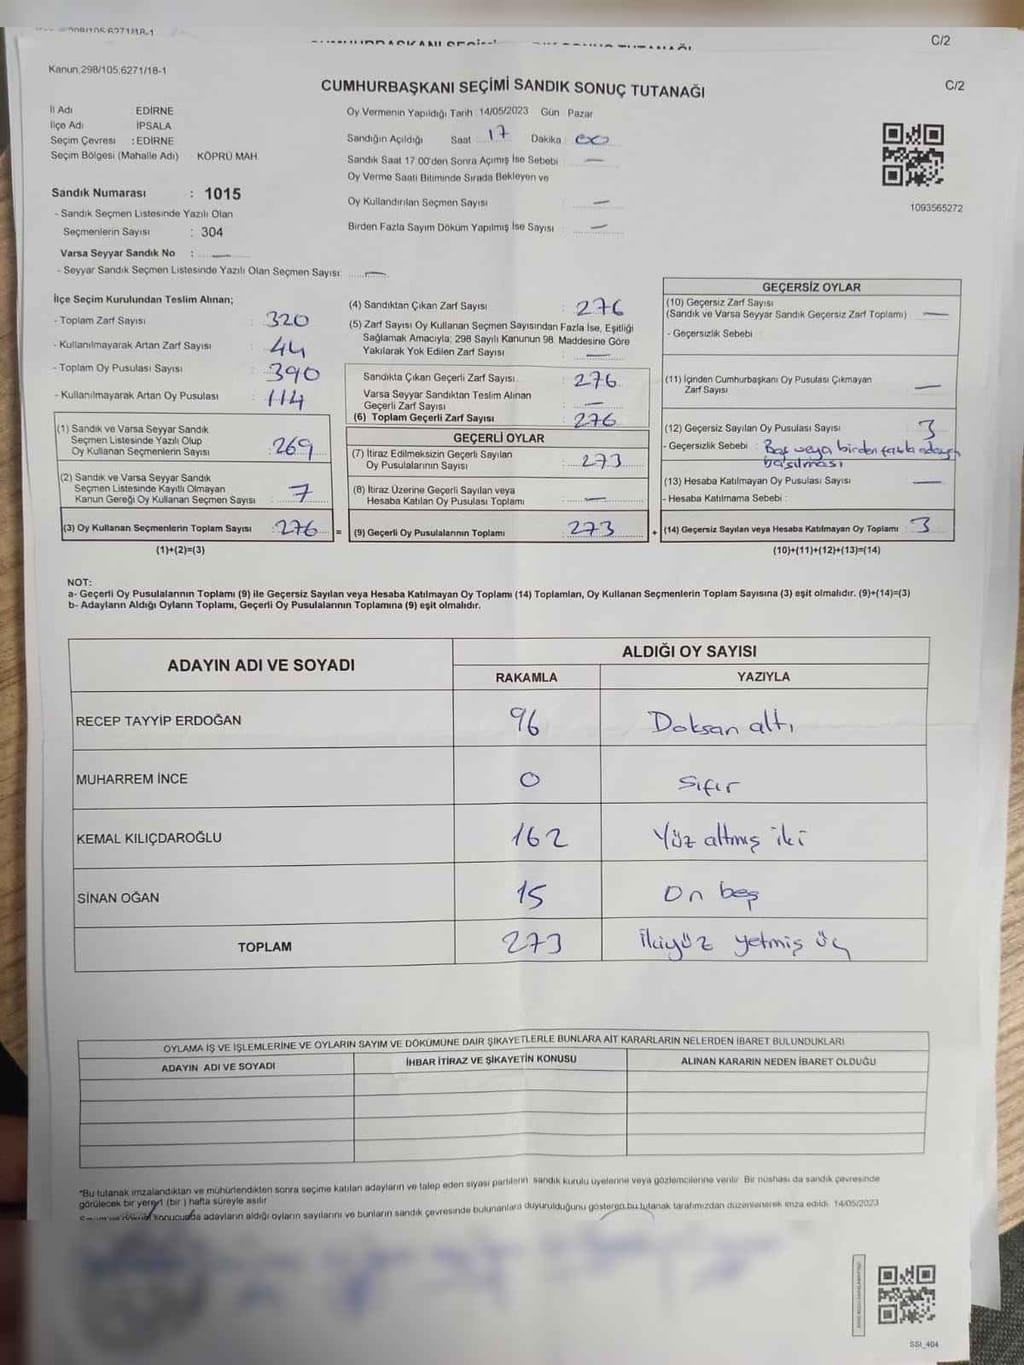 C/2
Kanun,298/105,6271/18-1
CUMHURBAŞKANI SEÇİMİ SANDIK SONUÇ TUTANAĞI
C/2
İl Adı : EDİRNE
İlçe Adı : İPSALA
Seçim Çevresi : EDİRNE
Seçim Bölgesi (Mahalle Adı) KÖPRÜ MAH.
Sandık Numarası : 1015
- Sandık Seçmen Listesinde Yazılı Olan
Seçmenlerin Sayısı : 304
Varsa Seyyar Sandık No : —
- Seyyar Sandık Seçmen Listesinde Yazılı Olan Seçmen Sayısı: —
Oy Vermenin Yapıldığı Tarih 14/05/2023 Gün Pazar
Sandığın Açıldığı Saat 17 Dakika 00
Sandık Saat 17.00'den Sonra Açımış İse Sebebi —
Oy Verme Saati Bitiminde Sırada Bekleyen ve
Oy Kullandırılan Seçmen Sayısı —
Birden Fazla Sayım Döküm Yapılmış İse Sayısı —
1093565272
İlçe Seçim Kurulundan Teslim Alınan;
- Toplam Zarf Sayısı : 320
- Kullanılmayarak Artan Zarf Sayısı : 44
- Toplam Oy Pusulası Sayısı : 390
- Kullanılmayarak Artan Oy Pusulası : 114
(1) Sandık ve Varsa Seyyar Sandık
Seçmen Listesinde Yazılı Olup
Oy Kullanan Seçmenlerin Sayısı : 269
(2) Sandık ve Varsa Seyyar Sandık
Seçmen Listesinde Kayıtlı Olmayan
Kanun Gereği Oy Kullanan Seçmen Sayısı : 7
(3) Oy Kullanan Seçmenlerin Toplam Sayısı : 276 =
(1)+(2)=(3)
(4) Sandıktan Çıkan Zarf Sayısı : 276
(5) Zarf Sayısı Oy Kullanan Seçmen Sayısından Fazla İse, Eşitliği
Sağlamak Amacıyla; 298 Sayılı Kanunun 98. Maddesine Göre
Yakılarak Yok Edilen Zarf Sayısı : —
Sandıkta Çıkan Geçerli Zarf Sayısı : 276
Varsa Seyyar Sandıktan Teslim Alınan
Geçerli Zarf Sayısı : —
(6) Toplam Geçerli Zarf Sayısı : 276
GEÇERLİ OYLAR
(7) İtiraz Edilmeksizin Geçerli Sayılan
Oy Pusulalarının Sayısı : 273
(8) İtiraz Üzerine Geçerli Sayılan veya
Hesaba Katılan Oy Pusulası Toplamı : —
(9) Geçerli Oy Pusulalarının Toplamı : 273 +
GEÇERSİZ OYLAR
(10) Geçersiz Zarf Sayısı
(Sandık ve Varsa Seyyar Sandık Geçersiz Zarf Toplamı) : —
- Geçersizlik Sebebi :
(11) İçinden Cumhurbaşkanı Oy Pusulası Çıkmayan
Zarf Sayısı : —
(12) Geçersiz Sayılan Oy Pusulası Sayısı : 3
- Geçersizlik Sebebi : Boş veya birden fazla adaya
basılması
(13) Hesaba Katılmayan Oy Pusulası Sayısı : —
- Hesaba Katılmama Sebebi :
(14) Geçersiz Sayılan veya Hesaba Katılmayan Oy Toplamı : 3
(10)+(11)+(12)+(13)=(14)
NOT:
a- Geçerli Oy Pusulalarının Toplamı (9) ile Geçersiz Sayılan veya Hesaba Katılmayan Oy Toplamı (14) Toplamları, Oy Kullanan Seçmenlerin Toplam Sayısına (3) eşit olmalıdır. (9)+(14)=(3)
b- Adayların Aldığı Oyların Toplamı, Geçerli Oy Pusulalarının Toplamına (9) eşit olmalıdır.
ADAYIN ADI VE SOYADI ALDIĞI OY SAYISI
RAKAMLA YAZIYLA
RECEP TAYYİP ERDOĞAN 96 Doksan altı
MUHARREM İNCE 0 Sıfır
KEMAL KILIÇDAROĞLU 162 Yüz altmış iki
SİNAN OĞAN 15 On beş
TOPLAM 273 İkiyüz yetmiş üç
OYLAMA İŞ VE İŞLEMLERİNE VE OYLARIN SAYIM VE DÖKÜMÜNE DAİR ŞİKAYETLERLE BUNLARA AİT KARARLARIN NELERDEN İBARET BULUNDUKLARI
ADAYIN ADI VE SOYADI İHBAR İTİRAZ VE ŞİKAYETİN KONUSU ALINAN KARARIN NEDEN İBARET OLDUĞU
*Bu tutanak imzalandıktan ve mühürlendikten sonra seçime katılan adayların ve talep eden siyasi partilerin sandık kurulu üyelerine veya gözlemcilerine verilir. Bir nüshası da sandık çevresinde
görülecek bir yere 1 (bir ) hafta süreyle asılır.
adayların aldığı oyların sayılarını ve bunların sandık çevresinde bulunanlara duyurulduğunu gösteren bu tutanak tarafımızdan düzenlenerek imza edildi. 14/05/2023
SSI_404